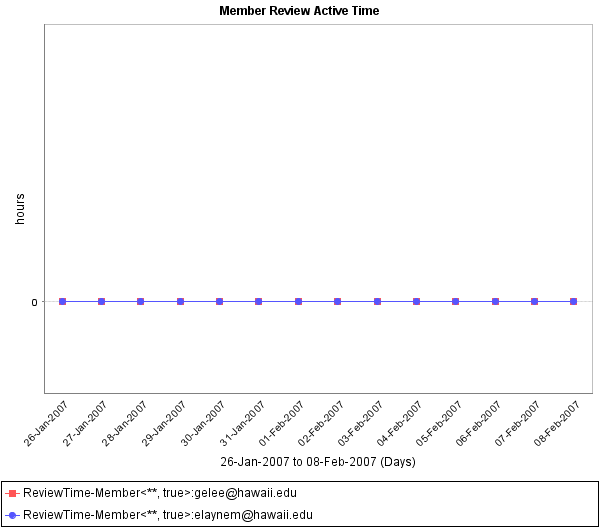 Member Review Active Time
hours
0
26-Jan-2007
27-Jan-2007
28-Jan-2007
29-Jan-2007
30-Jan-2007
31-Jan-2007
01-Feb-2007
02-Feb-2007
03-Feb-2007
04-Feb-2007
05-Feb-2007
06-Feb-2007
07-Feb-2007
08-Feb-2007
26-Jan-2007 to 08-Feb-2007 (Days)
ReviewTime-Member<**, true>:gelee@hawaii.edu
ReviewTime-Member<**, true>:elaynem@hawaii.edu